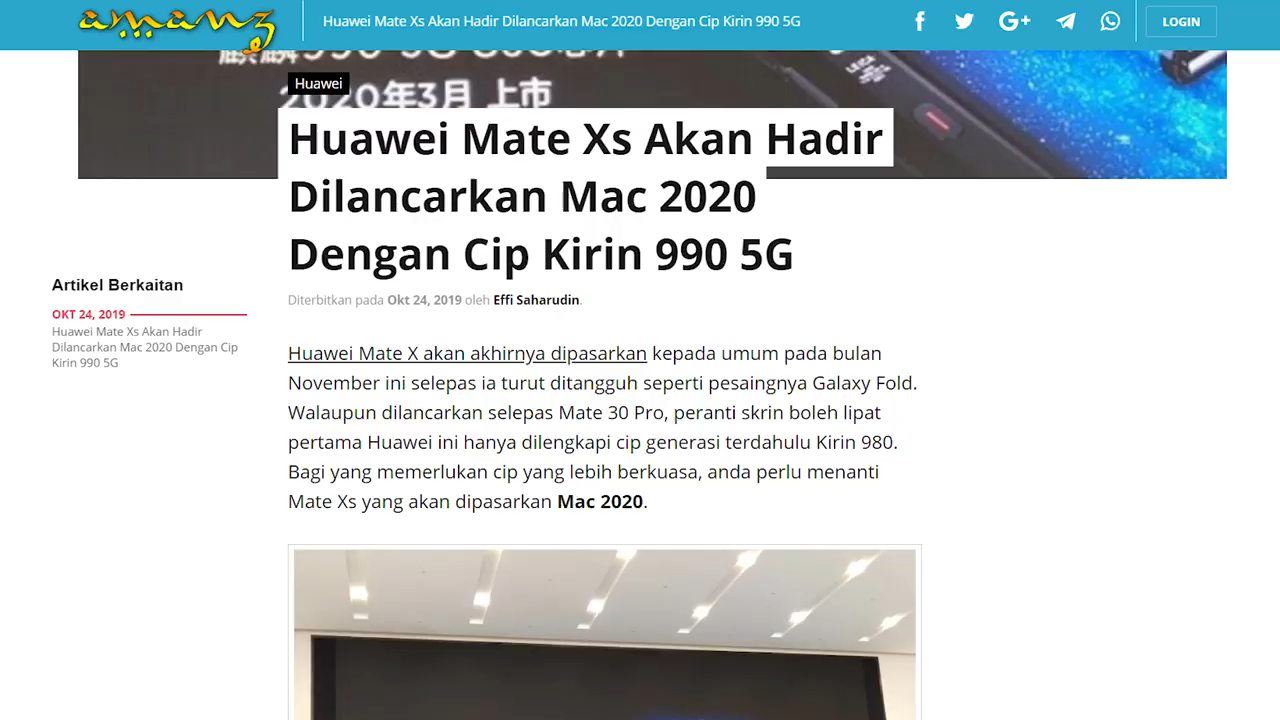 amanz
Huawei Mate Xs Akan Hadir Dilancarkan Mac 2020 Dengan Cip Kirin 990 5G
LOGIN
2020年3月 上市
LEICA
Huawei
Huawei Mate Xs Akan Hadir
Dilancarkan Mac 2020
Dengan Cip Kirin 990 5G
Diterbitkan pada Okt 24, 2019 oleh Effi Saharudin.
Artikel Berkaitan
OKT 24, 2019
Huawei Mate Xs Akan Hadir
Dilancarkan Mac 2020 Dengan Cip
Kirin 990 5G
Huawei Mate X akan akhirnya dipasarkan kepada umum pada bulan
November ini selepas ia turut ditangguh seperti pesaingnya Galaxy Fold.
Walaupun dilancarkan selepas Mate 30 Pro, peranti skrin boleh lipat
pertama Huawei ini hanya dilengkapi cip generasi terdahulu Kirin 980.
Bagi yang memerlukan cip yang lebih berkuasa, anda perlu menanti
Mate Xs yang akan dipasarkan Mac 2020.